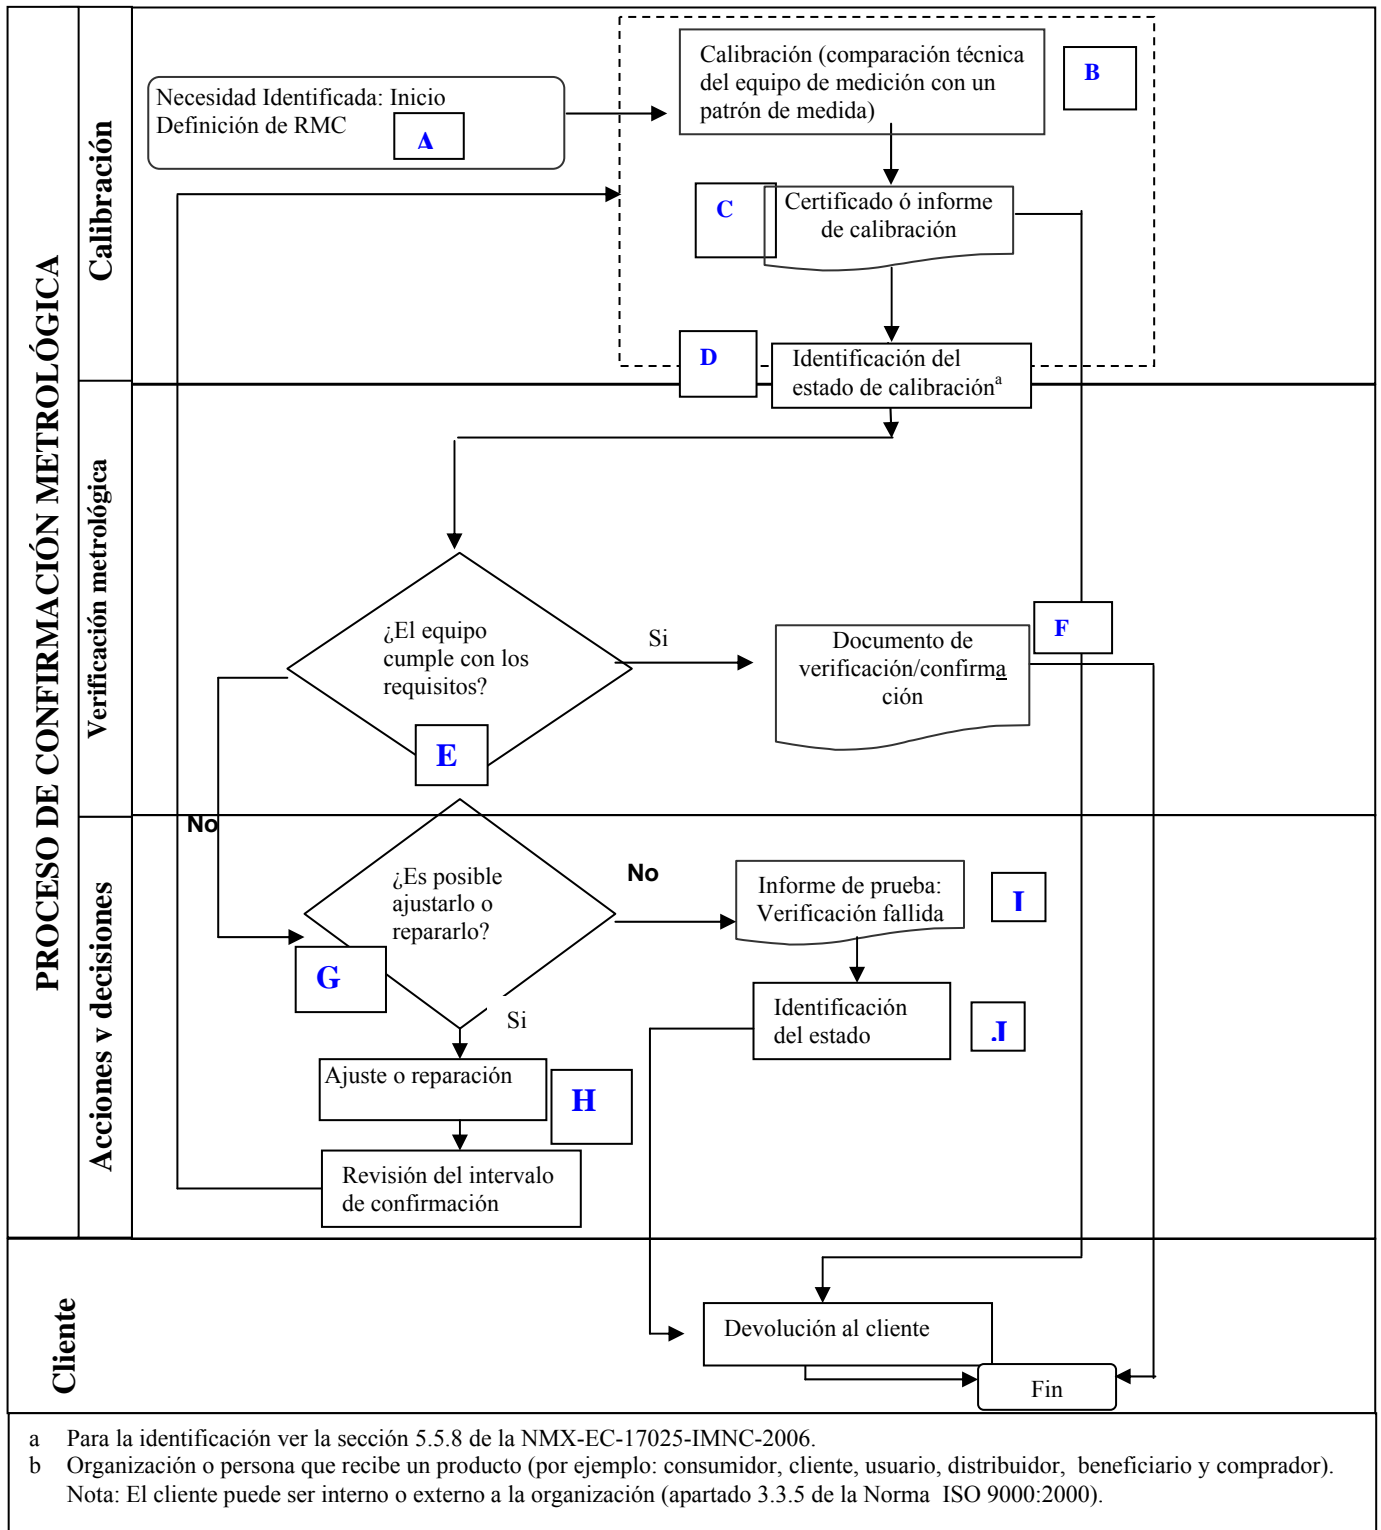 PROCESO DE CONFIRMACIÓN METROLÓGICA
Calibración
Necesidad Identificada: Inicio
Definición de RMC
A
Calibración (comparación técnica
del equipo de medición con un
patrón de medida)
B
C
Certificado ó informe
de calibración
D
Identificación del
estado de calibraciónᵃ
Verificación metrológica
¿El equipo
cumple con los
requisitos?
E
Si
Documento de
verificación/confirma
ción
F
No
Acciones y decisiones
¿Es posible
ajustarlo o
repararlo?
G
No
Si
Informe de prueba:
Verificación fallida
I
Identificación
del estado
J
Ajuste o reparación
H
Revisión del intervalo
de confirmación
Cliente
Devolución al cliente
Fin
a Para la identificación ver la sección 5.5.8 de la NMX-EC-17025-IMNC-2006.
b Organización o persona que recibe un producto (por ejemplo: consumidor, cliente, usuario, distribuidor, beneficiario y comprador).
Nota: El cliente puede ser interno o externo a la organización (apartado 3.3.5 de la Norma ISO 9000:2000).